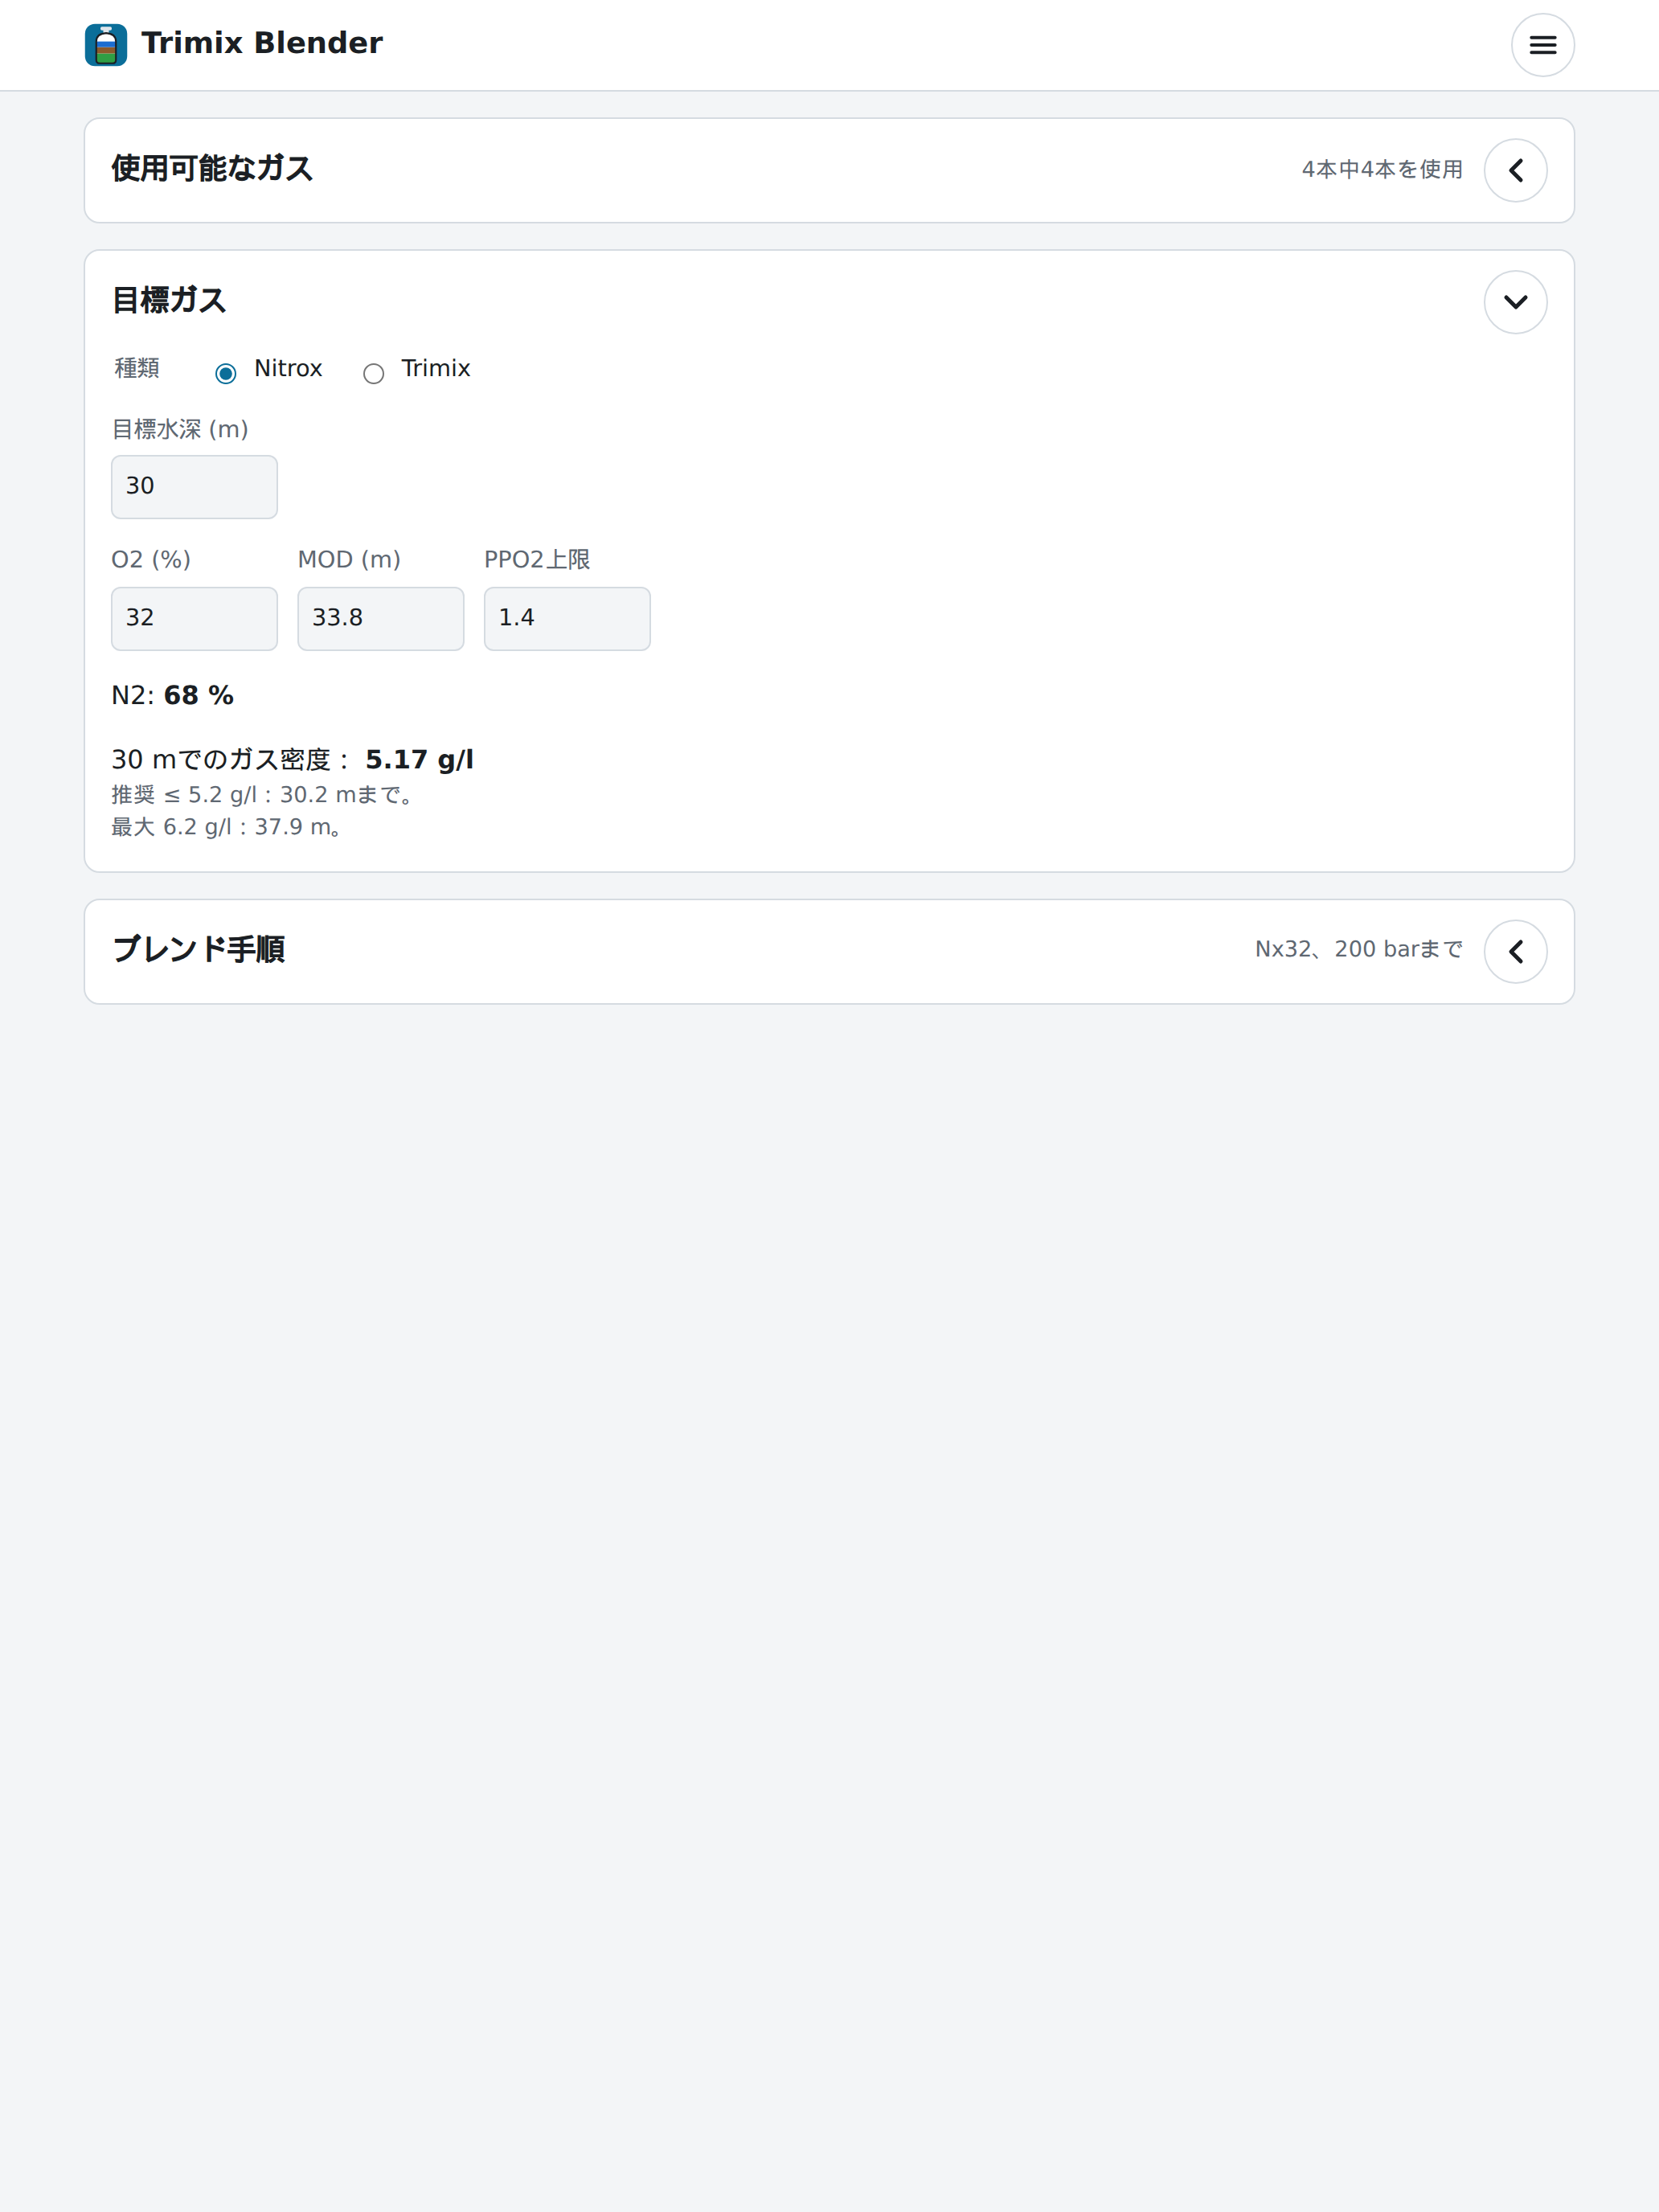 Trimix Blender
使用可能なガス
4本中4本を使用
目標ガス
種類 Nitrox Trimix
目標水深 (m)
30
O2 (%) MOD (m) PPO2上限
32 33.8 1.4
N2: 68 %
30 mでのガス密度： 5.17 g/l
推奨 ≤ 5.2 g/l : 30.2 mまで。
最大 6.2 g/l : 37.9 m。
ブレンド手順
Nx32、200 barまで